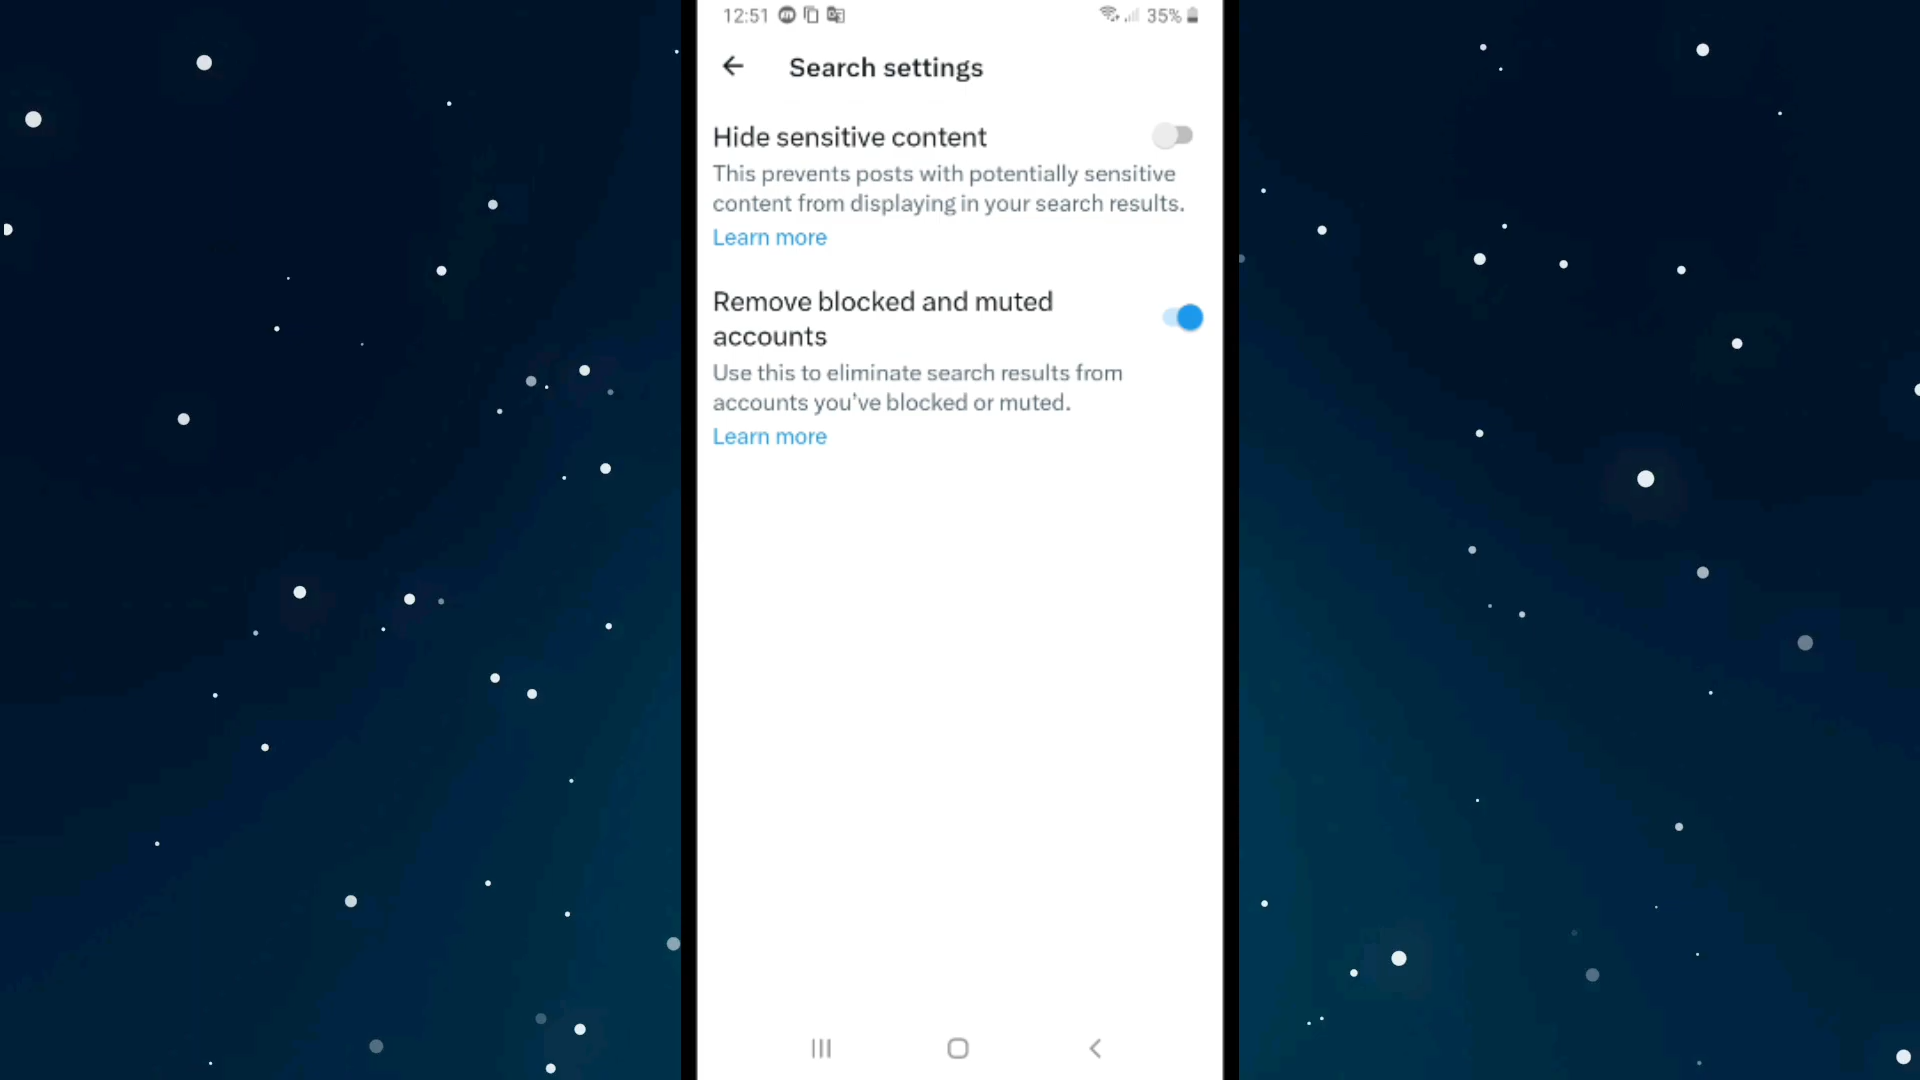 12:51 35%
Search settings
Hide sensitive content
This prevents posts with potentially sensitive
content from displaying in your search results.
Learn more
Remove blocked and muted
accounts
Use this to eliminate search results from
accounts you’ve blocked or muted.
Learn more